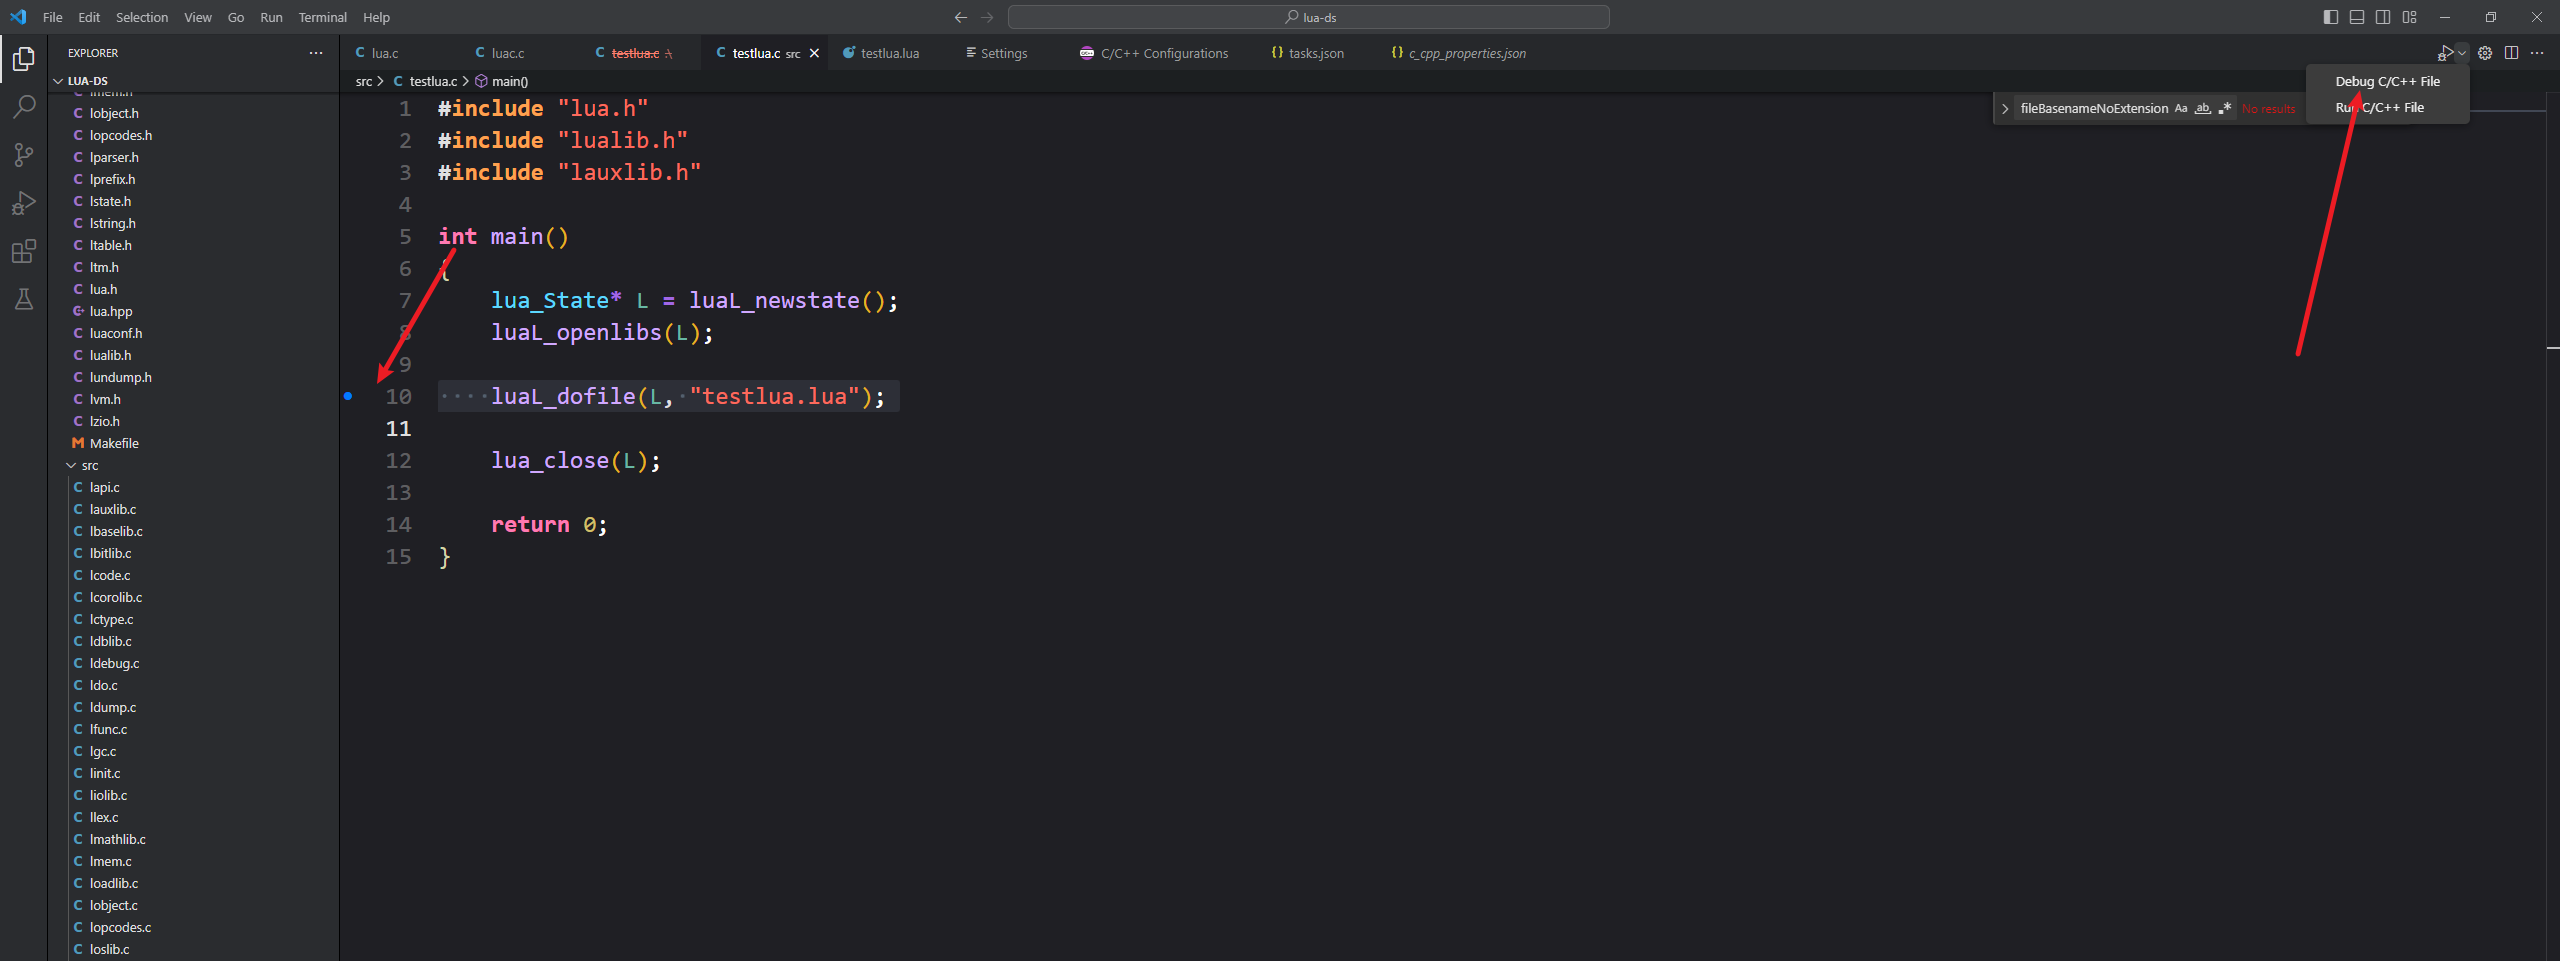 File Edit Selection View Go Run Terminal Help
lua-ds
EXPLORER
LUA-DS
lmem.h
lobject.h
lopcodes.h
lparser.h
lprefix.h
lstate.h
lstring.h
ltable.h
ltm.h
lua.h
lua.hpp
luaconf.h
lualib.h
lundump.h
lvm.h
lzio.h
Makefile
src
lapi.c
lauxlib.c
lbaselib.c
lbitlib.c
lcode.c
lcorolib.c
lctype.c
ldblib.c
ldebug.c
ldo.c
ldump.c
lfunc.c
lgc.c
linit.c
liolib.c
llex.c
lmathlib.c
lmem.c
loadlib.c
lobject.c
lopcodes.c
loslib.c
lua.c luac.c testlua.c .\ testlua.c src testlua.lua Settings C/C++ Configurations tasks.json c_cpp_properties.json
src > testlua.c > main()
1 #include "lua.h"
2 #include "lualib.h"
3 #include "lauxlib.h"
4
5 int main()
6 {
7 lua_State* L = luaL_newstate();
8 luaL_openlibs(L);
9
10 luaL_dofile(L, "testlua.lua");
11
12 lua_close(L);
13
14 return 0;
15 }
fileBasenameNoExtension Aa ab No results
Debug C/C++ File
Run C/C++ File